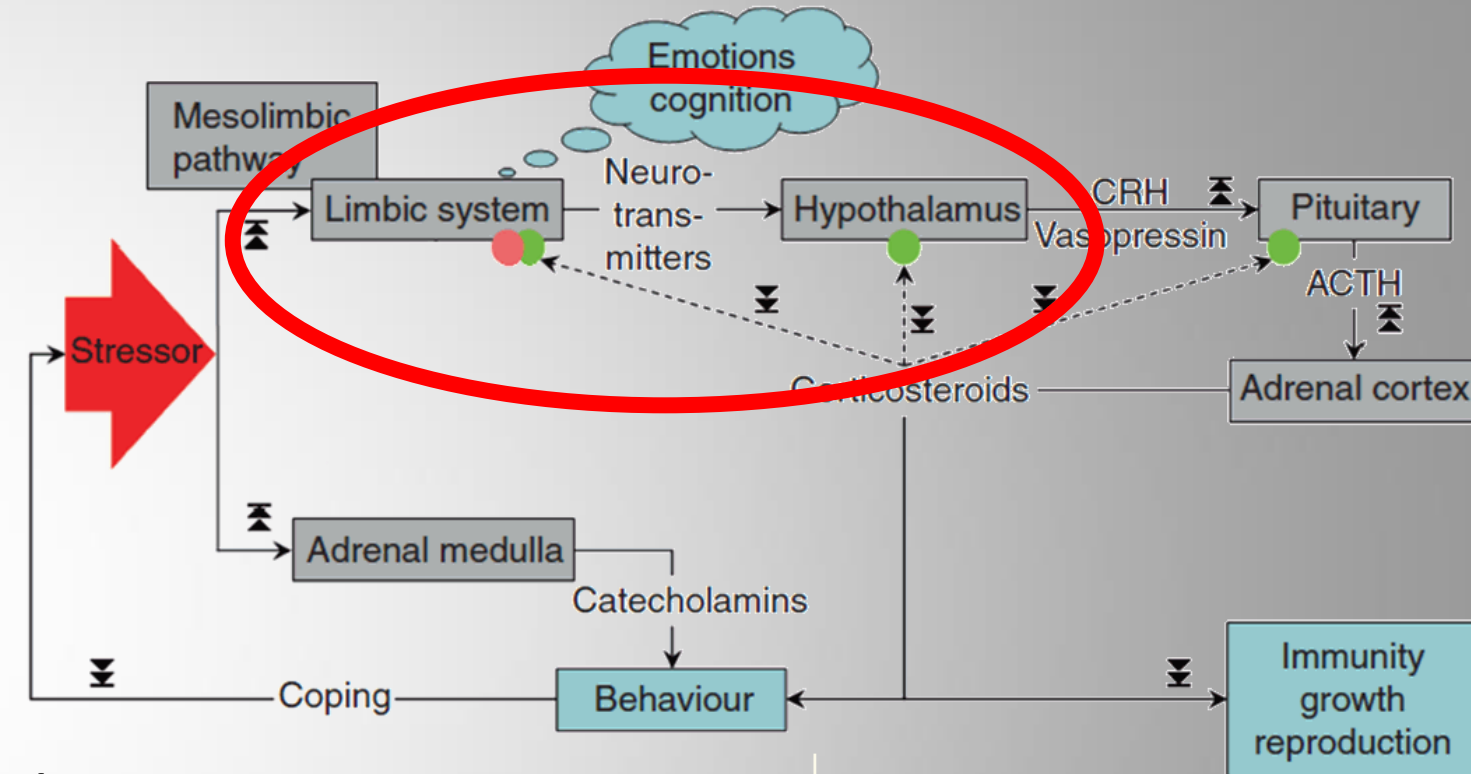 Emotions
cognition
Mesolimbic
pathway
Neuro-
trans-
mitters
Limbic system
Hypothalamus
CRH
Vasopressin
Pituitary
ACTH
Stressor
Corticosteroids
Adrenal cortex
Adrenal medulla
Catecholamins
Coping
Behaviour
Immunity
growth
reproduction